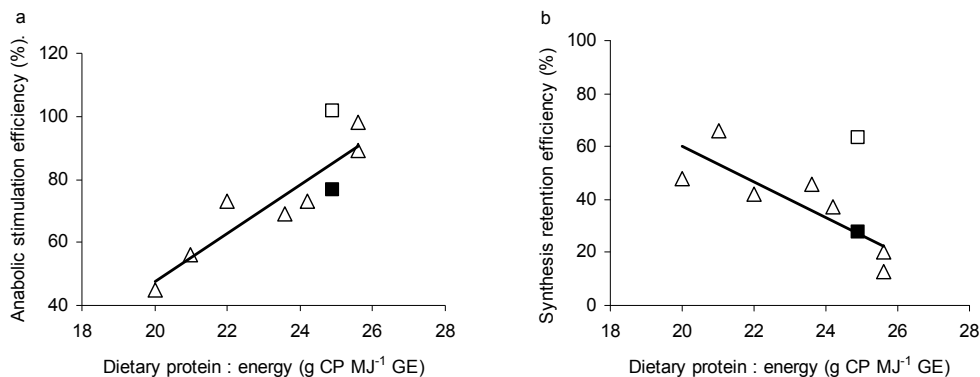 a
Anabolic stimulation efficiency (%).
120
100
80
60
40
18 20 22 24 26 28
Dietary protein : energy (g CP MJ⁻¹ GE)
b
Synthesis retention efficiency (%)
100
80
60
40
20
0
18 20 22 24 26 28
Dietary protein : energy (g CP MJ⁻¹ GE)